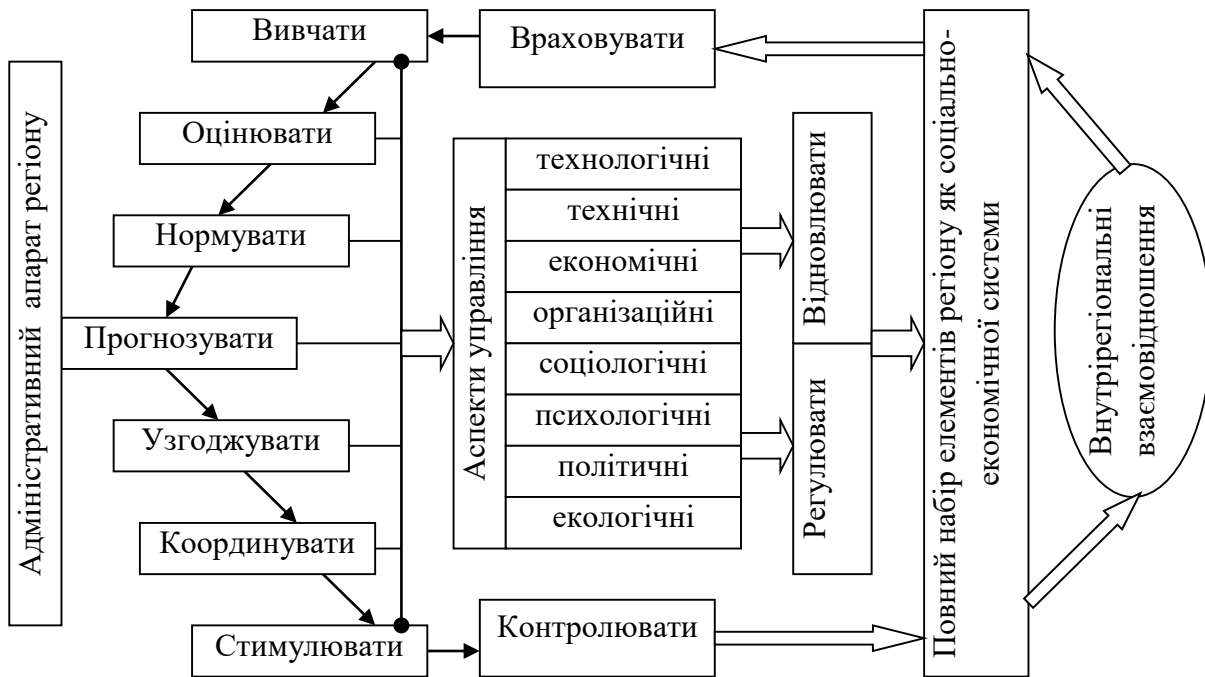 Адміністративний апарат регіону
Вивчати
Враховувати
Оцінювати
Нормувати
Прогнозувати
Узгоджувати
Координувати
Стимулювати
Контролювати
Аспекти управління
технологічні
технічні
економічні
організаційні
соціологічні
психологічні
політичні
екологічні
Відновлювати
Регулювати
Повний набір елементів регіону як соціально-
економічної системи
Внутрірегіональні
взаємовідношення